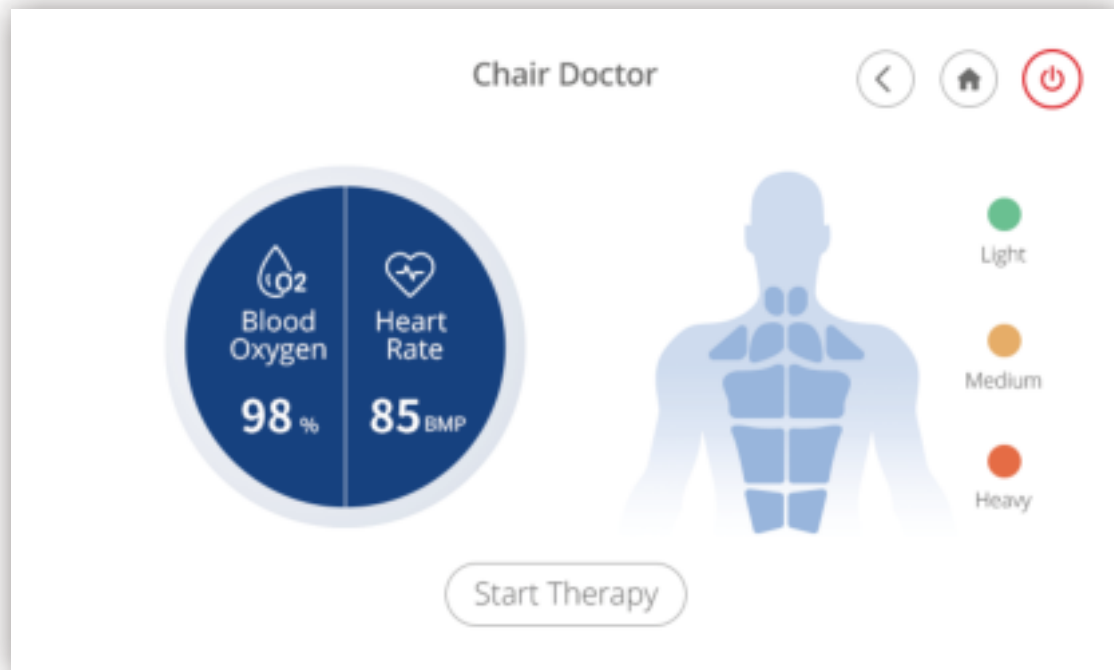 Chair Doctor
O2
Blood
Oxygen
98 %
Heart
Rate
85 BMP
Light
Medium
Heavy
Start Therapy